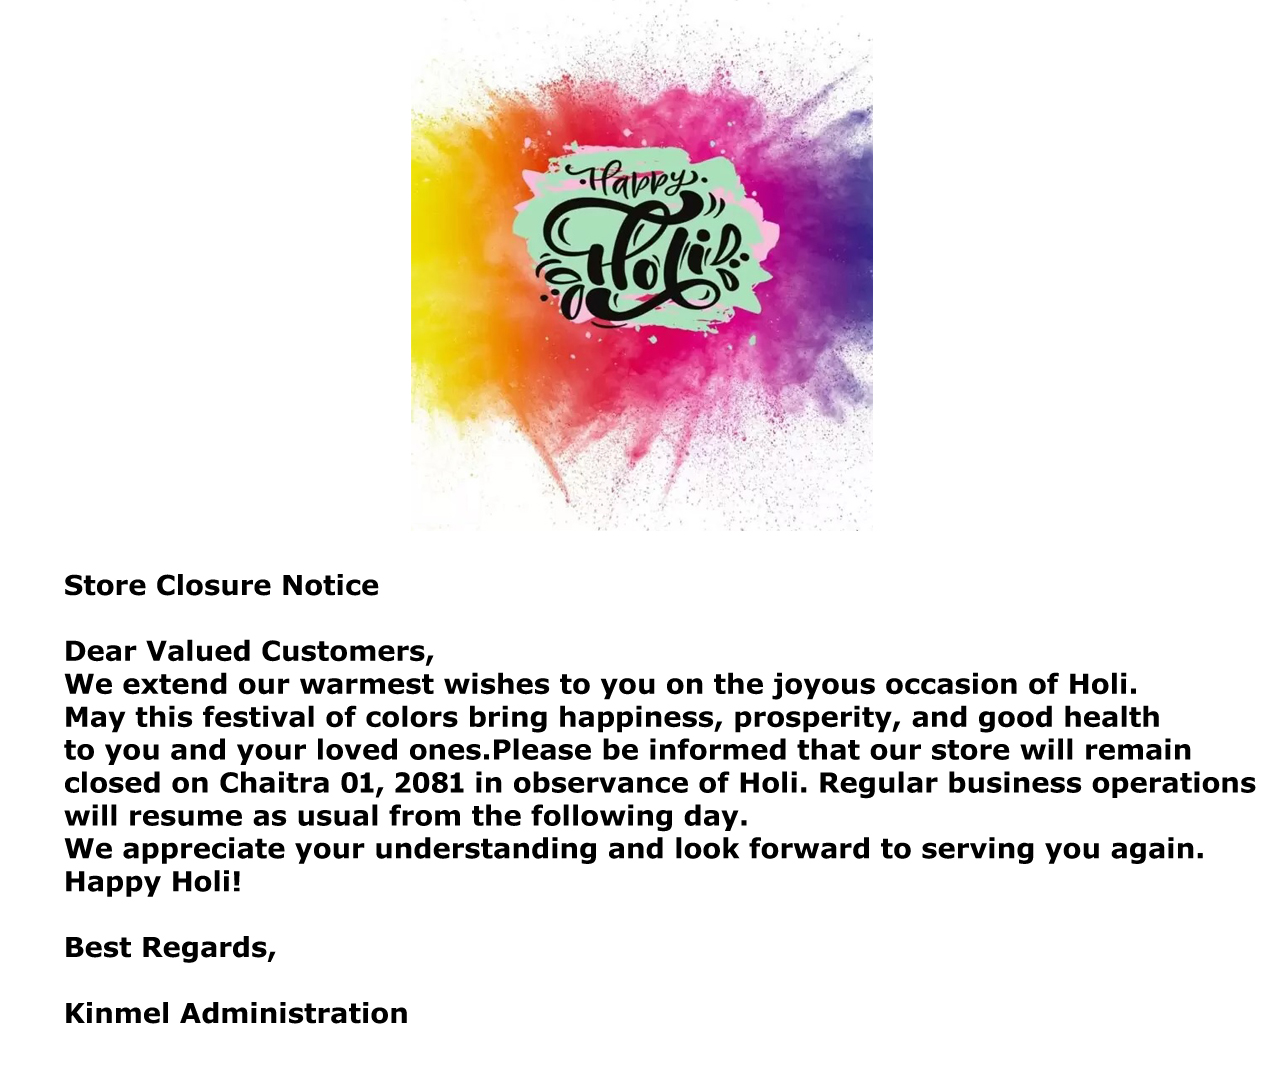 Happy
Holi
Store Closure Notice
Dear Valued Customers,
We extend our warmest wishes to you on the joyous occasion of Holi.
May this festival of colors bring happiness, prosperity, and good health
to you and your loved ones.Please be informed that our store will remain
closed on Chaitra 01, 2081 in observance of Holi. Regular business operations
will resume as usual from the following day.
We appreciate your understanding and look forward to serving you again.
Happy Holi!
Best Regards,
Kinmel Administration